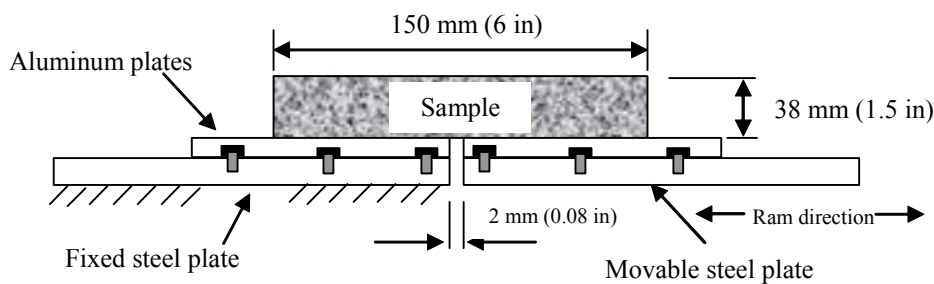 150 mm (6 in)
Aluminum plates
Sample
38 mm (1.5 in)
2 mm (0.08 in)
Ram direction
Fixed steel plate
Movable steel plate